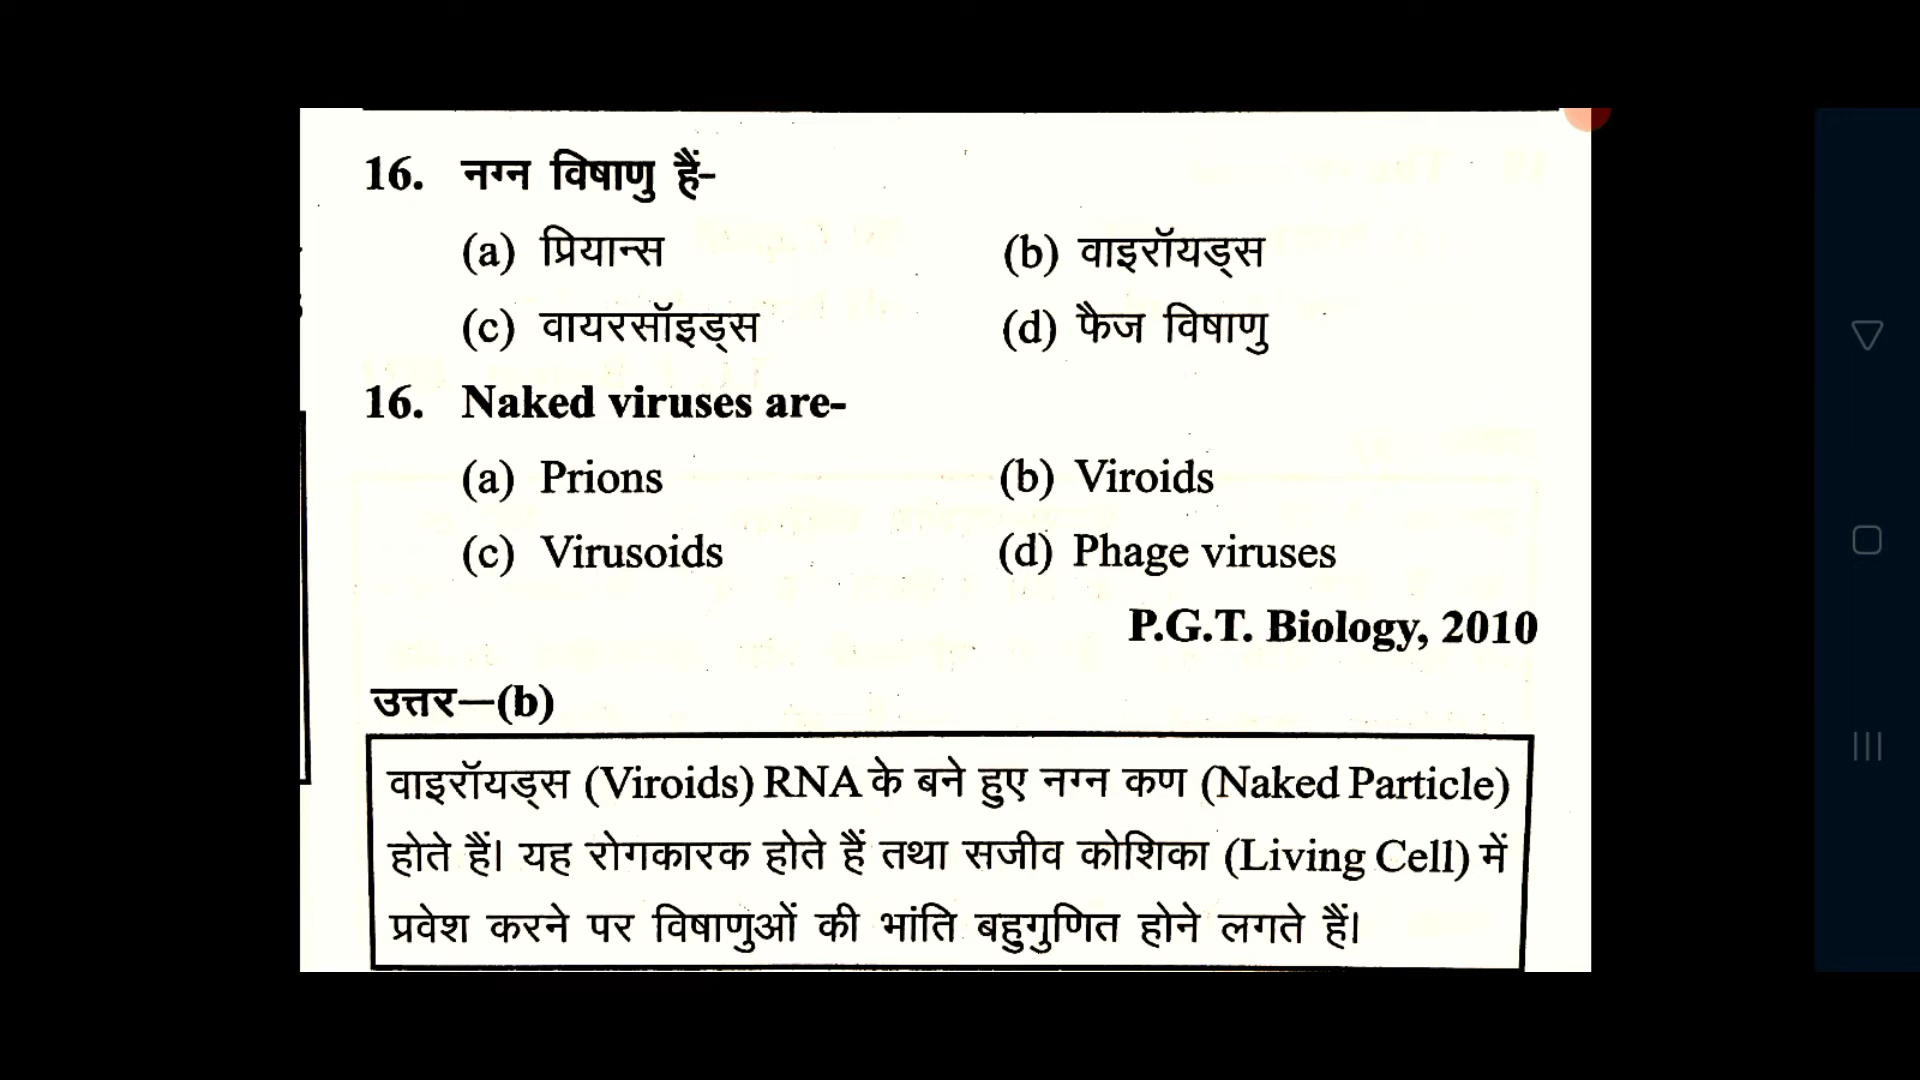 16. नग्न विषाणु हैं-
(a) प्रियान्स (b) वाइरॉयड्स
(c) वायरसॉइड्स (d) फैज विषाणु
16. Naked viruses are-
(a) Prions (b) Viroids
(c) Virusoids (d) Phage viruses
P.G.T. Biology, 2010
उत्तर—(b)
वाइरॉयड्स (Viroids) RNA के बने हुए नग्न कण (Naked Particle)
होते हैं। यह रोगकारक होते हैं तथा सजीव कोशिका (Living Cell) में
प्रवेश करने पर विषाणुओं की भांति बहुगुणित होने लगते हैं।